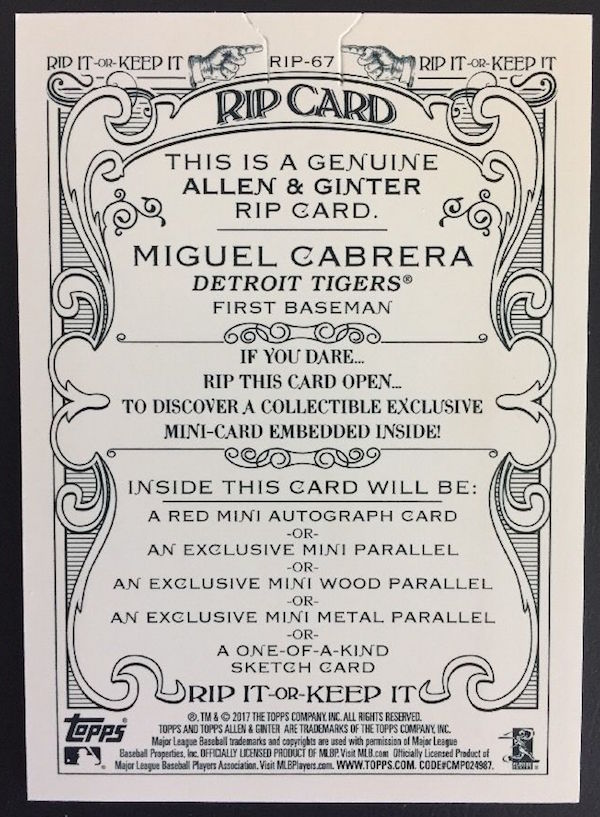 RIP IT-OR-KEEP IT RIP-67 RIP IT-OR-KEEP IT
RIP CARD
THIS IS A GENUINE
ALLEN & GINTER
RIP CARD.
MIGUEL CABRERA
DETROIT TIGERS®
FIRST BASEMAN
IF YOU DARE...
RIP THIS CARD OPEN...
TO DISCOVER A COLLECTIBLE EXCLUSIVE
MINI-CARD EMBEDDED INSIDE!
INSIDE THIS CARD WILL BE:
A RED MINI AUTOGRAPH CARD
-OR-
AN EXCLUSIVE MINI PARALLEL
-OR-
AN EXCLUSIVE MINI WOOD PARALLEL
-OR-
AN EXCLUSIVE MINI METAL PARALLEL
-OR-
A ONE-OF-A-KIND
SKETCH CARD
RIP IT-OR-KEEP IT
Topps®
®, TM & © 2017 THE TOPPS COMPANY, INC. ALL RIGHTS RESERVED.
TOPPS AND TOPPS ALLEN & GINTER ARE TRADEMARKS OF THE TOPPS COMPANY, INC.
Major League Baseball trademarks and copyrights are used with permission of Major League
Baseball Properties, Inc. OFFICIALLY LICENSED PRODUCT OF MLBP. Visit MLB.com Officially Licensed Product of
Major League Baseball Players Association. Visit MLBPlayers.com. WWW.TOPPS.COM. CODE#CMP024987.